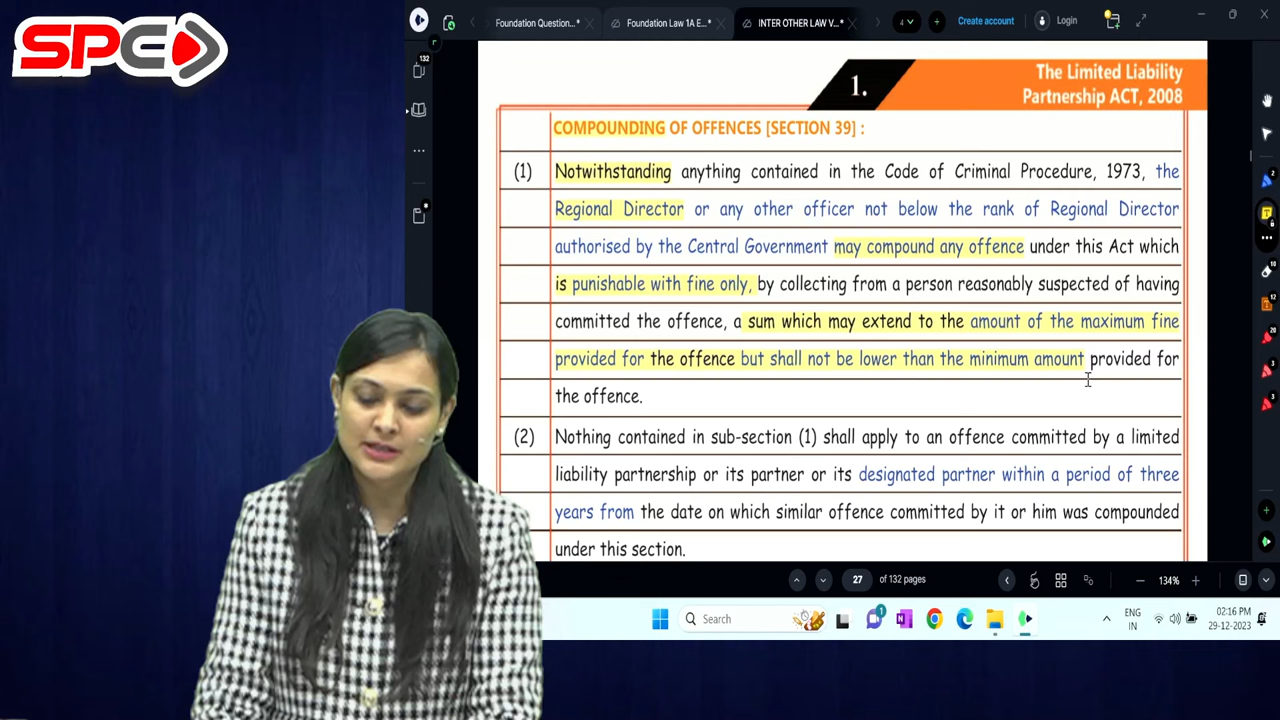 SPC
Foundation Question...*
Foundation Law 1A E...*
INTER OTHER LAW V...*
4
Create account
Login
132
1.
The Limited Liability
Partnership ACT, 2008
COMPOUNDING OF OFFENCES [SECTION 39] :
(1) Notwithstanding anything contained in the Code of Criminal Procedure, 1973, the
Regional Director or any other officer not below the rank of Regional Director
authorised by the Central Government may compound any offence under this Act which
is punishable with fine only, by collecting from a person reasonably suspected of having
committed the offence, a sum which may extend to the amount of the maximum fine
provided for the offence but shall not be lower than the minimum amount provided for
the offence.
(2) Nothing contained in sub-section (1) shall apply to an offence committed by a limited
liability partnership or its partner or its designated partner within a period of three
years from the date on which similar offence committed by it or him was compounded
under this section.
27 of 132 pages
134%
Search
1
ENG
IN
02:16 PM
29-12-2023